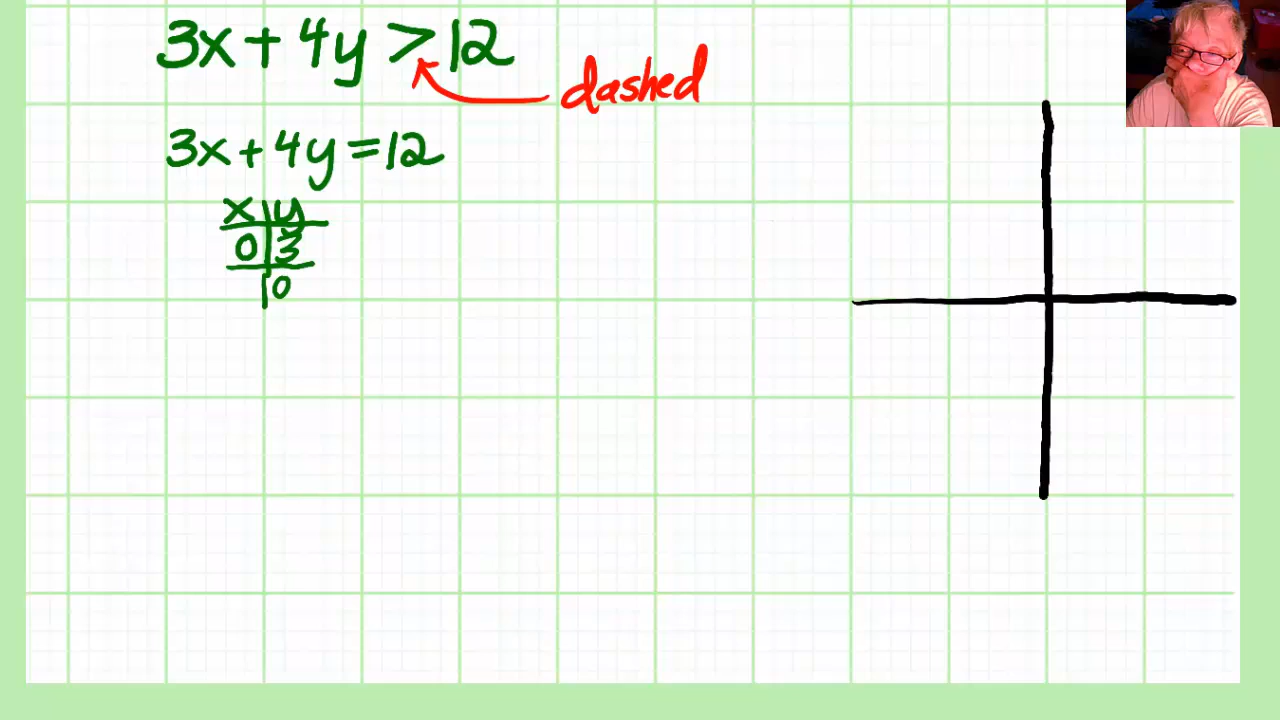 3x + 4y > 12
dashed
3x + 4y = 12
x y
0 3
0